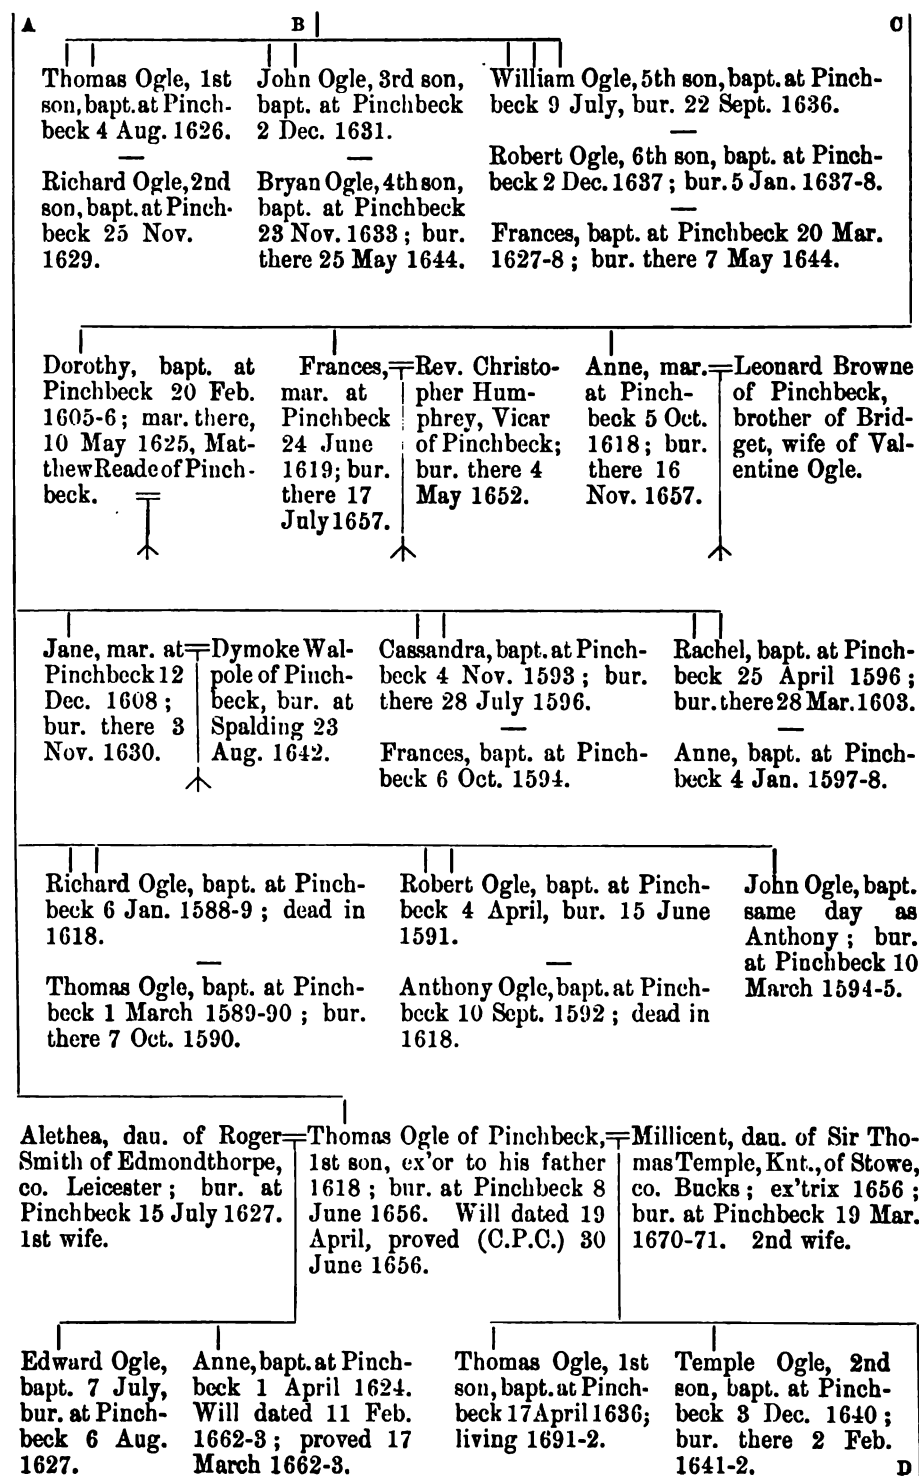 A B C
Thomas Ogle, 1st
son, bapt. at Pinch-
beck 4 Aug. 1626.
—
Richard Ogle, 2nd
son, bapt. at Pinch-
beck 25 Nov.
1629.
John Ogle, 3rd son,
bapt. at Pinchbeck
2 Dec. 1631.
—
Bryan Ogle, 4th son,
bapt. at Pinchbeck
23 Nov. 1633 ; bur.
there 25 May 1644.
William Ogle, 5th son, bapt. at Pinch-
beck 9 July, bur. 22 Sept. 1636.
—
Robert Ogle, 6th son, bapt. at Pinch-
beck 2 Dec. 1637 ; bur. 5 Jan. 1637-8.
—
Frances, bapt. at Pinchbeck 20 Mar.
1627-8 ; bur. there 7 May 1644.
Dorothy, bapt. at
Pinchbeck 20 Feb.
1605-6; mar. there,
10 May 1625, Mat-
thew Reade of Pinch-
beck.
Frances,
mar. at
Pinchbeck
24 June
1619; bur.
there 17
July 1657.
Rev. Christo-
pher Hum-
phrey, Vicar
of Pinchbeck;
bur. there 4
May 1652.
Anne, mar.
at Pinch-
beck 5 Oct.
1618; bur.
there 16
Nov. 1657.
Leonard Browne
of Pinchbeck,
brother of Brid-
get, wife of Val-
entine Ogle.
Jane, mar. at
Pinchbeck 12
Dec. 1608 ;
bur. there 3
Nov. 1630.
Dymoke Wal-
pole of Pinch-
beck, bur. at
Spalding 23
Aug. 1642.
Cassandra, bapt. at Pinch-
beck 4 Nov. 1593 ; bur.
there 28 July 1596.
—
Frances, bapt. at Pinch-
beck 6 Oct. 1594.
Rachel, bapt. at Pinch-
beck 25 April 1596 ;
bur. there 28 Mar. 1603.
—
Anne, bapt. at Pinch-
beck 4 Jan. 1597-8.
Richard Ogle, bapt. at Pinch-
beck 6 Jan. 1588-9 ; dead in
1618.
—
Thomas Ogle, bapt. at Pinch-
beck 1 March 1589-90 ; bur.
there 7 Oct. 1590.
Robert Ogle, bapt. at Pinch-
beck 4 April, bur. 15 June
1591.
—
Anthony Ogle, bapt. at Pinch-
beck 10 Sept. 1592 ; dead in
1618.
John Ogle, bapt.
same day as
Anthony ; bur.
at Pinchbeck 10
March 1594-5.
Alethea, dau. of Roger
Smith of Edmondthorpe,
co. Leicester ; bur. at
Pinchbeck 15 July 1627.
1st wife.
Thomas Ogle of Pinchbeck,
1st son, ex'or to his father
1618 ; bur. at Pinchbeck 8
June 1656. Will dated 19
April, proved (C.P.C.) 30
June 1656.
Millicent, dau. of Sir Tho-
mas Temple, Knt., of Stowe,
co. Bucks ; ex'trix 1656 ;
bur. at Pinchbeck 19 Mar.
1670-71. 2nd wife.
Edward Ogle,
bapt. 7 July,
bur. at Pinch-
beck 6 Aug.
1627.
Anne, bapt. at Pinch-
beck 1 April 1624.
Will dated 11 Feb.
1662-3 ; proved 17
March 1662-3.
Thomas Ogle, 1st
son, bapt. at Pinch-
beck 17 April 1636;
living 1691-2.
Temple Ogle, 2nd
son, bapt. at Pinch-
beck 3 Dec. 1640 ;
bur. there 2 Feb.
1641-2.
D